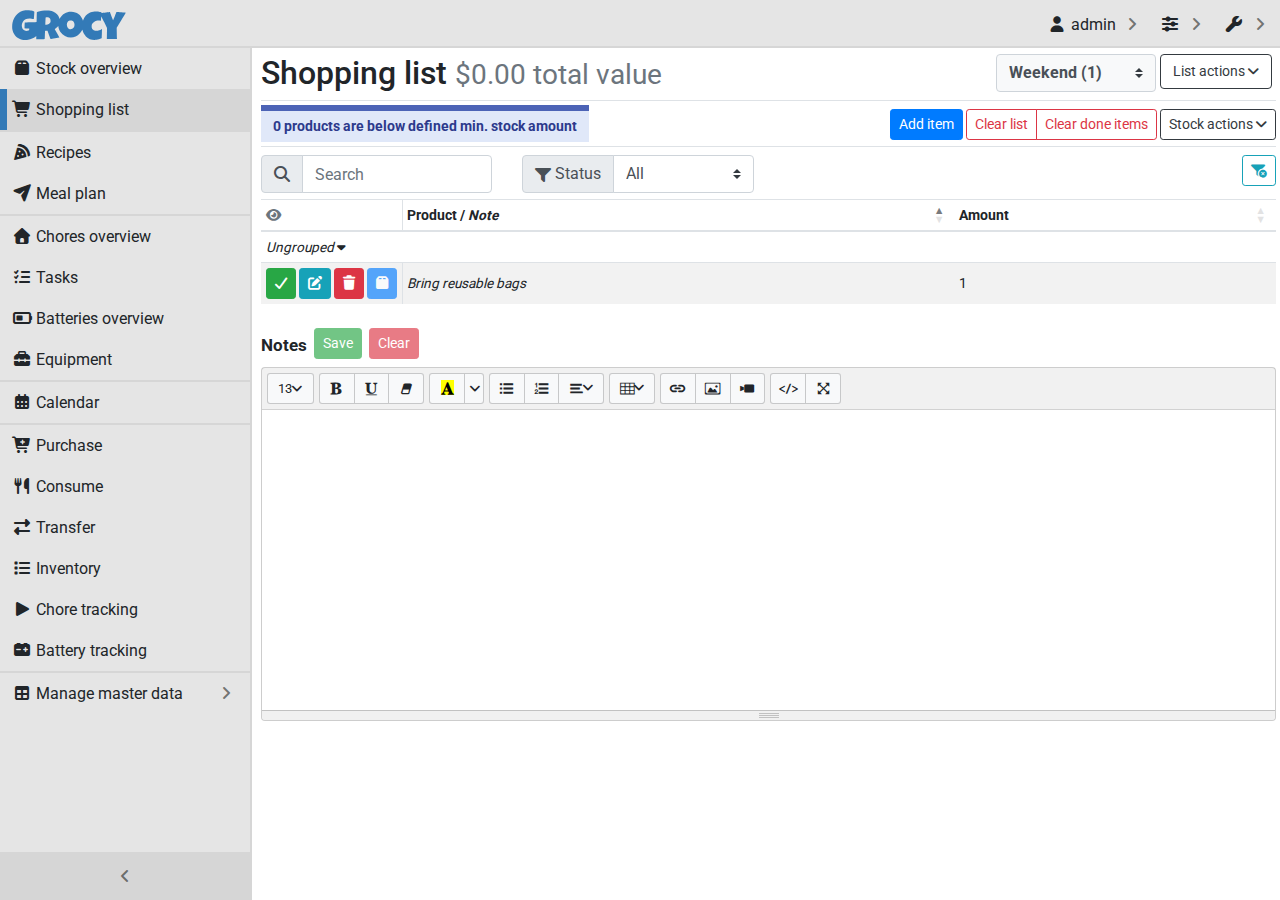 GROCY
admin
Stock overview
Shopping list
Recipes
Meal plan
Chores overview
Tasks
Batteries overview
Equipment
Calendar
Purchase
Consume
Transfer
Inventory
Chore tracking
Battery tracking
Manage master data
Shopping list $0.00 total value
Weekend (1)
List actions
0 products are below defined min. stock amount
Add item
Clear list
Clear done items
Stock actions
Search
Status
All
Product / Note
Amount
Ungrouped
Bring reusable bags
1
Notes
Save
Clear
13
B
U
A
</>